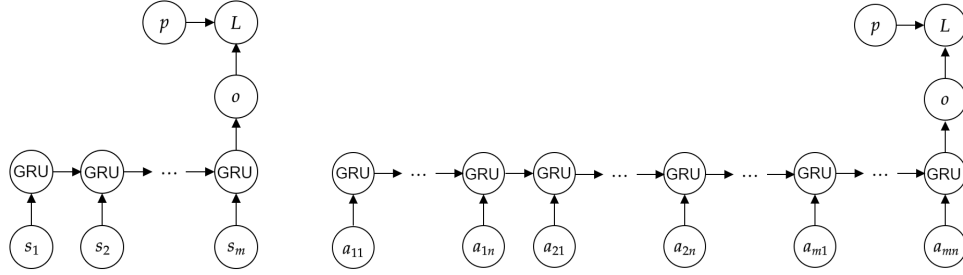 p L p L
o o
GRU GRU ... GRU GRU ... GRU GRU ... GRU ... GRU ... GRU
s₁ s₂ sₘ a₁₁ a₁ₙ a₂₁ a₂ₙ aₘ₁ aₘₙ